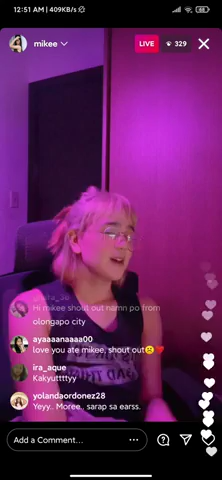 12:51 AM | 409KB/s
68
mikee
LIVE
329
Hi mikee shout out namn po from
olongapo city
ayaaaanaaaa00
love you ate mikee, shout out☹️❤️
ira_aque
Kakyuttttyy
yolandaordonez28
Yeyy.. Moree.. sarap sa earss.
Add a Comment...